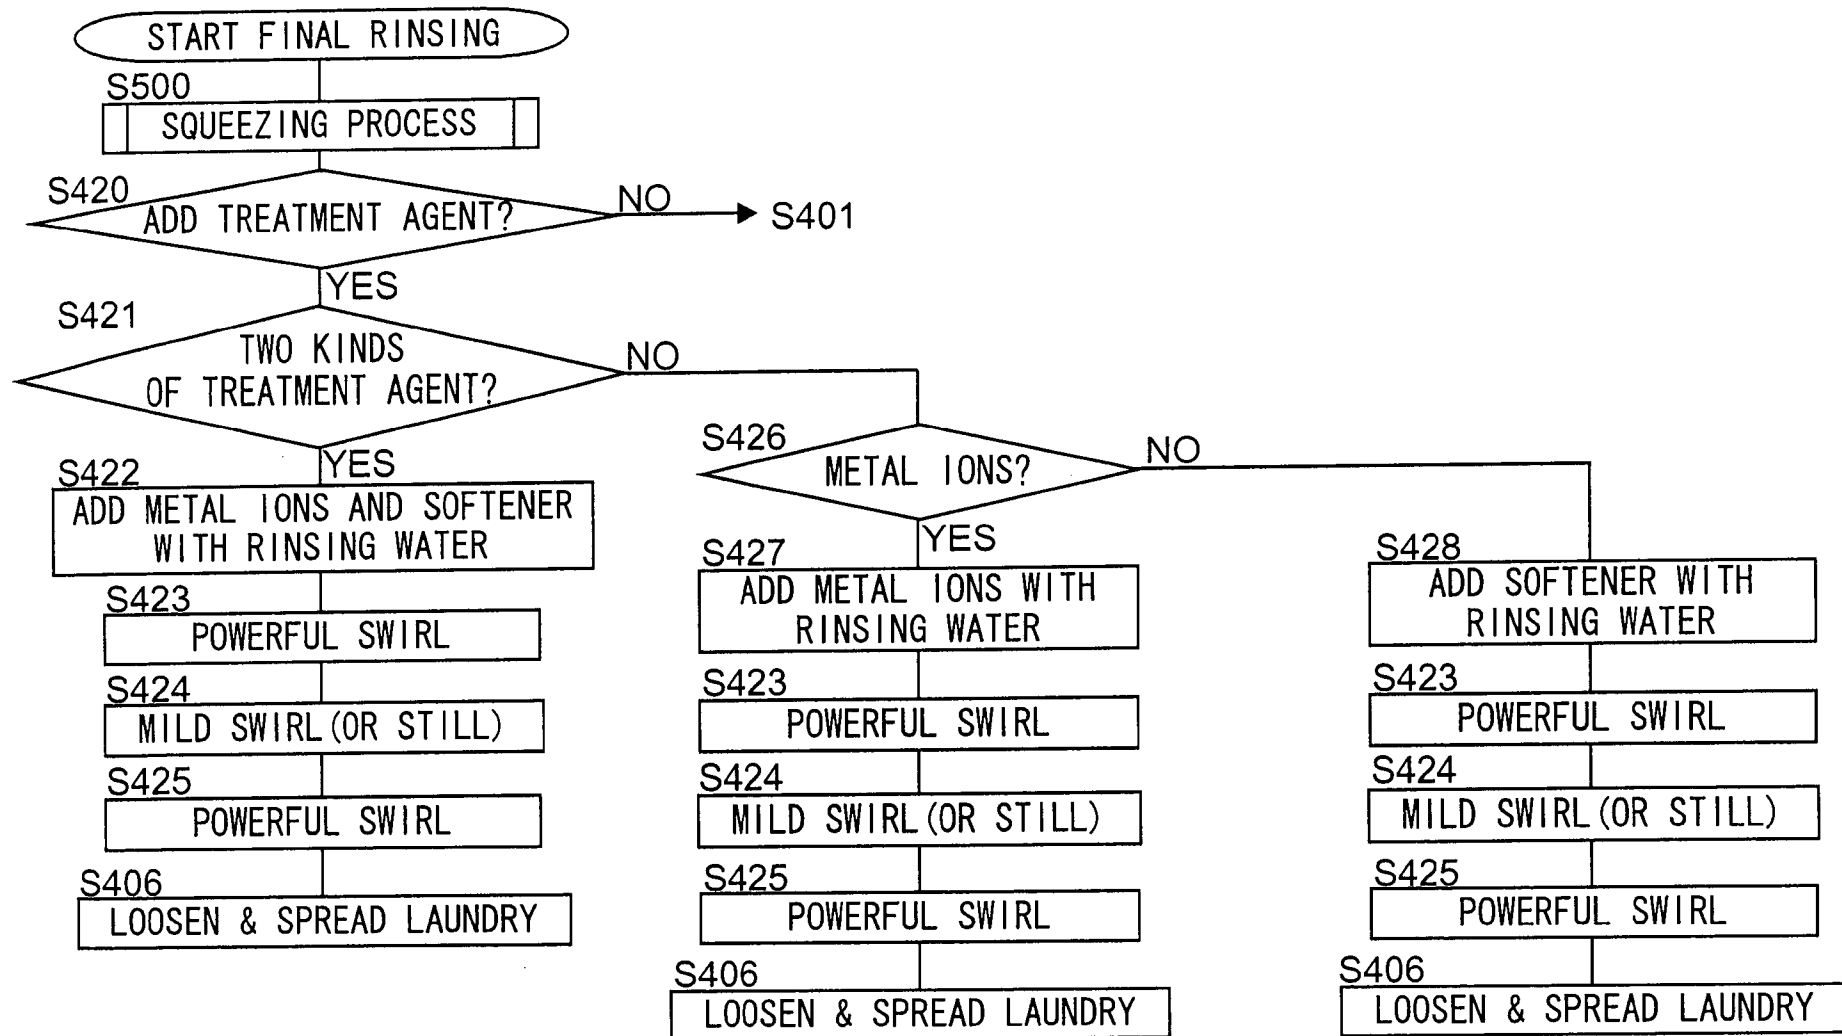 START FINAL RINSING
S500
SQUEEZING PROCESS
S420
ADD TREATMENT AGENT?
NO
S401
YES
S421
TWO KINDS
OF TREATMENT AGENT?
NO
YES
S422
ADD METAL IONS AND SOFTENER
WITH RINSING WATER
S423
POWERFUL SWIRL
S424
MILD SWIRL(OR STILL)
S425
POWERFUL SWIRL
S406
LOOSEN & SPREAD LAUNDRY
S426
METAL IONS?
NO
YES
S427
ADD METAL IONS WITH
RINSING WATER
S423
POWERFUL SWIRL
S424
MILD SWIRL(OR STILL)
S425
POWERFUL SWIRL
S406
LOOSEN & SPREAD LAUNDRY
S428
ADD SOFTENER WITH
RINSING WATER
S423
POWERFUL SWIRL
S424
MILD SWIRL(OR STILL)
S425
POWERFUL SWIRL
S406
LOOSEN & SPREAD LAUNDRY